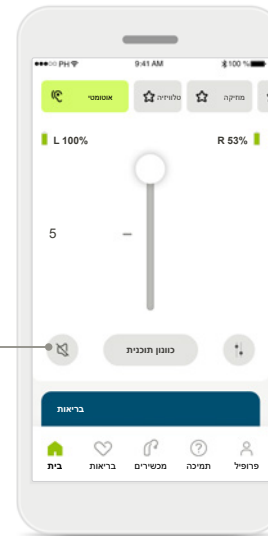 PH 9:41 AM 100 %
אוטומטי טלוויזיה מוזיקה
L 100% R 53%
5
כוונון תוכנית
בריאות
בית בריאות מכשירים תמיכה פרופיל